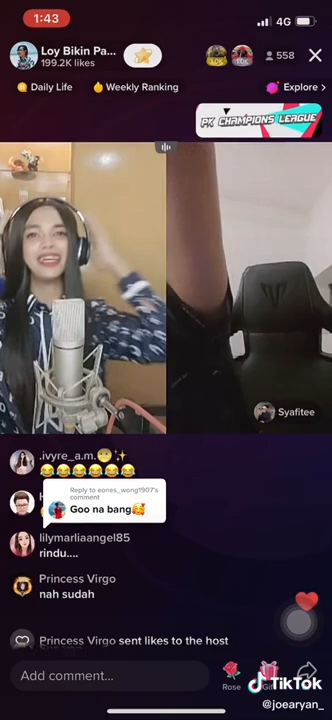 1:43
4G
Loy Bikin Pa...
199.2K likes
558
Daily Life
Weekly Ranking
Explore >
PK CHAMPIONS LEAGUE
Syafitee
.ivyre_a.m.😬✨
😂😂😂😂😂😂
Reply to eones_wong1907's
comment
Goo na bang🥰
lilymarliaangel85
rindu....
Princess Virgo
nah sudah
Princess Virgo sent likes to the host
Add comment...
Rose
TikTok
@joearyan_